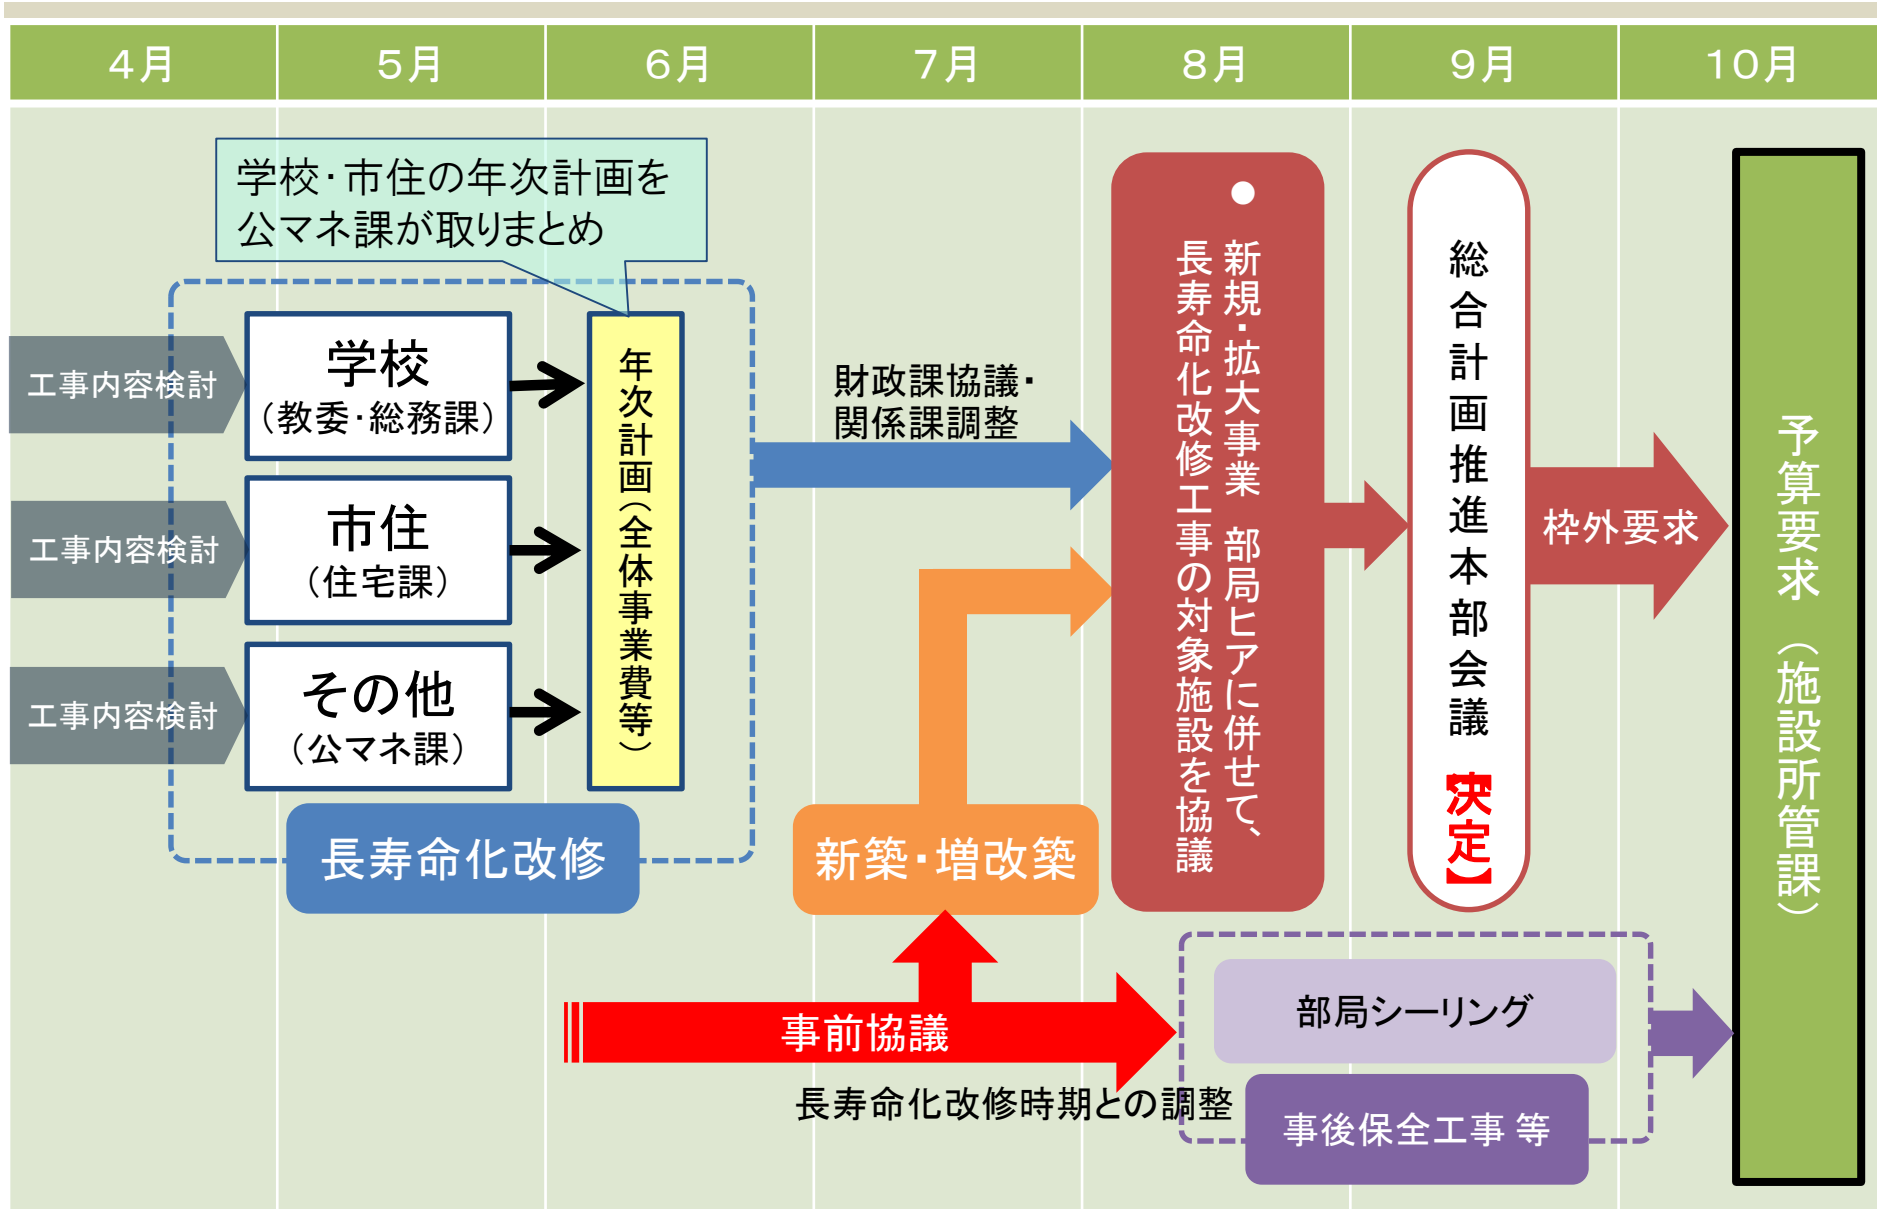 4月
5月
6月
7月
8月
9月
10月
学校・市住の年次計画を
公マネ課が取りまとめ
工事内容検討
学校
（教委・総務課）
工事内容検討
市住
（住宅課）
工事内容検討
その他
（公マネ課）
年次計画（全体事業費等）
長寿命化改修
財政課協議・
関係課調整
新築・増改築
● 新規・拡大事業 部局ヒアに併せて、
長寿命化改修工事の対象施設を協議
総合計画推進本部会議 【決定】
枠外要求
予算要求 （施設所管課）
事前協議
長寿命化改修時期との調整
部局シーリング
事後保全工事 等